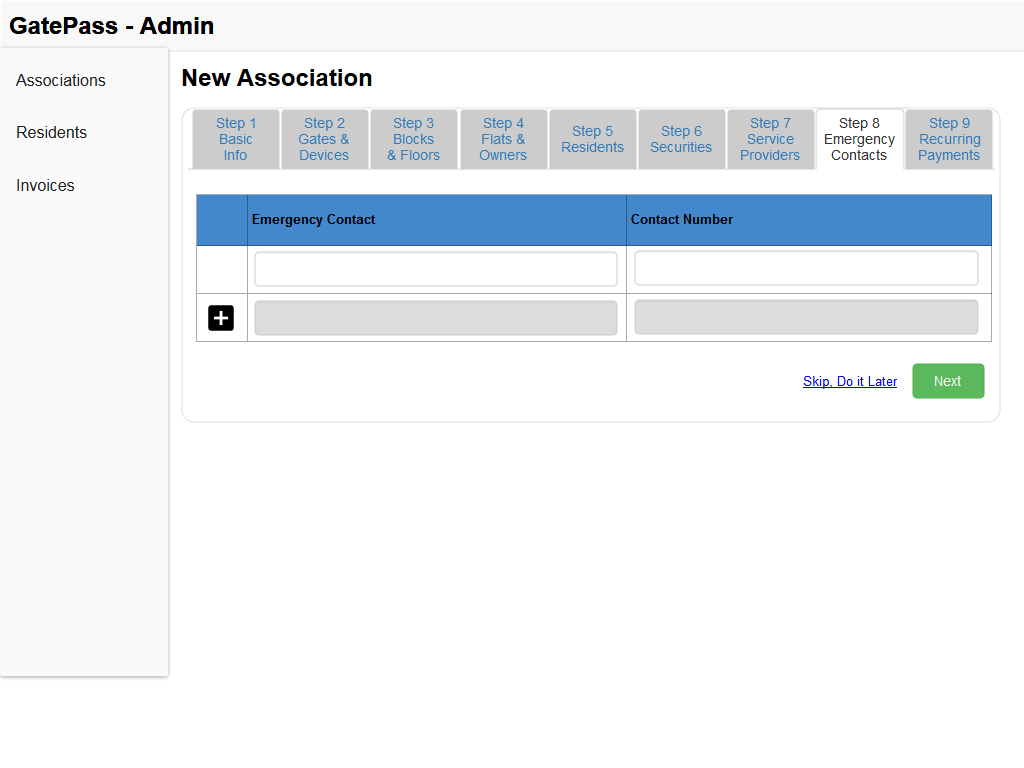 GatePass - Admin
Associations
Residents
Invoices
New Association
Step 1
Basic
Info
Step 2
Gates &
Devices
Step 3
Blocks
& Floors
Step 4
Flats &
Owners
Step 5
Residents
Step 6
Securities
Step 7
Service
Providers
Step 8
Emergency
Contacts
Step 9
Recurring
Payments
Emergency Contact
Contact Number
Skip, Do it Later
Next